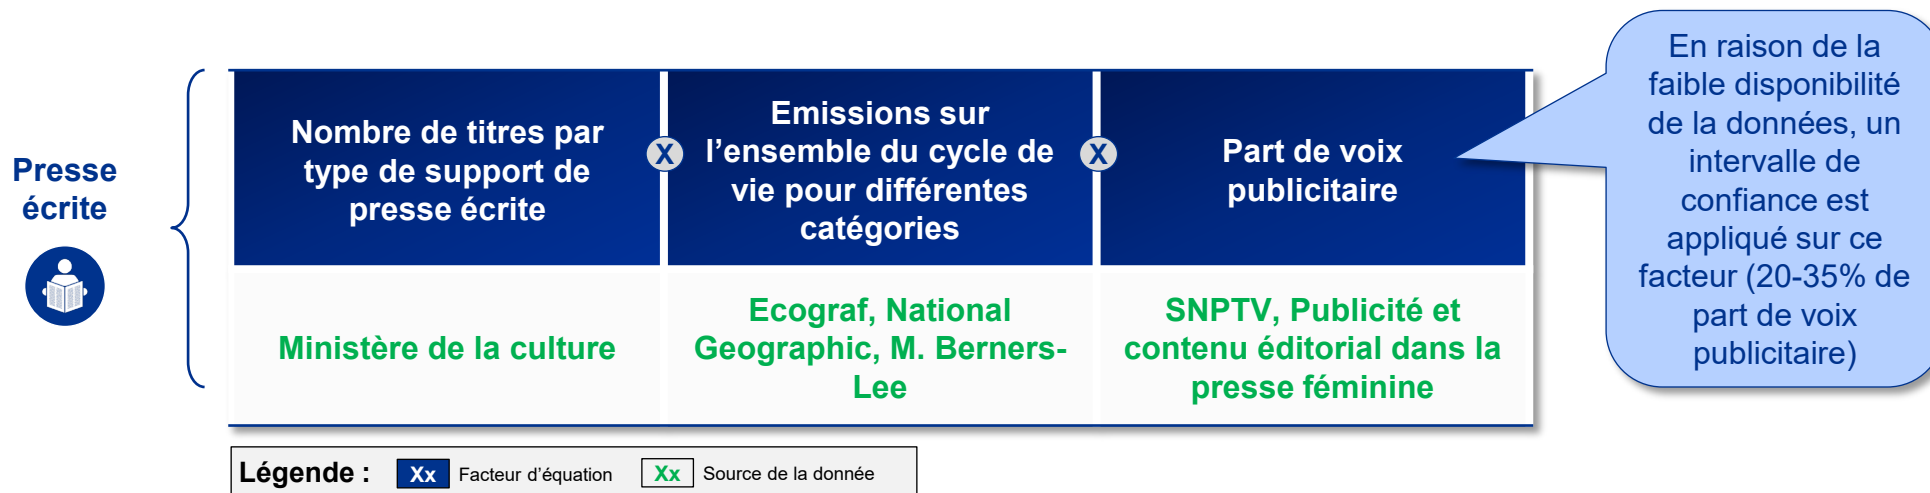 Presse
écrite
Nombre de titres par
type de support de
presse écrite
X
Emissions sur
l'ensemble du cycle de
vie pour différentes
catégories
X
Part de voix
publicitaire
Ministère de la culture
Ecograf, National
Geographic, M. Berners-
Lee
SNPTV, Publicité et
contenu éditorial dans la
presse féminine
En raison de la
faible disponibilité
de la données, un
intervalle de
confiance est
appliqué sur ce
facteur (20-35% de
part de voix
publicitaire)
Légende : Xx Facteur d'équation Xx Source de la donnée